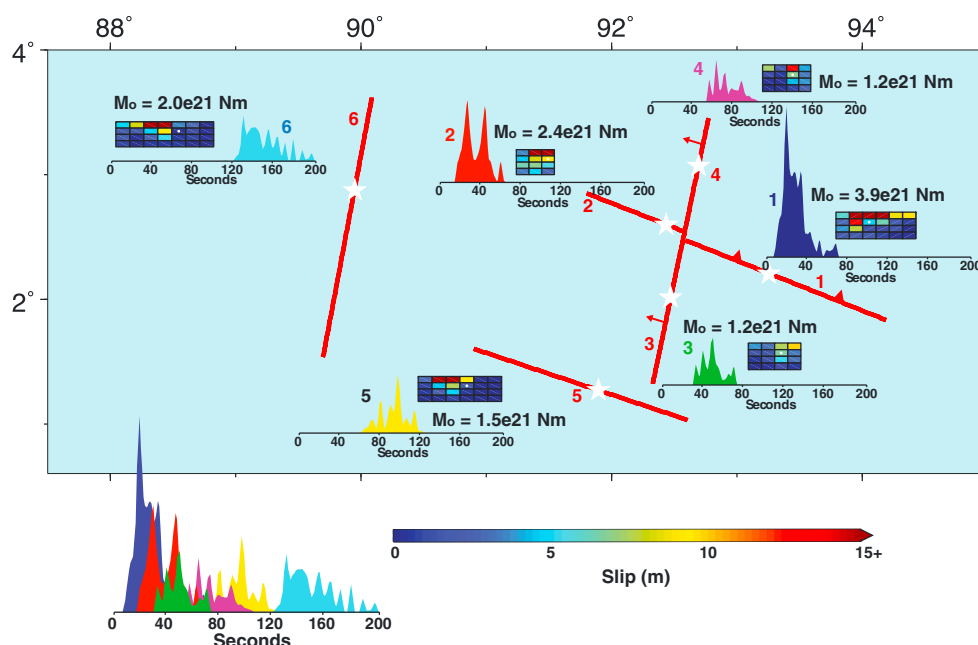 88° 90° 92° 94°
4°
2°
Mo = 2.0e21 Nm
6
0 40 80 120 160 200
Seconds
6
2
Mo = 2.4e21 Nm
0 40 80 120 160 200
Seconds
2
4
Mo = 1.2e21 Nm
0 40 80 120 160 200
Seconds
4
1
Mo = 3.9e21 Nm
0 40 80 120 160 200
Seconds
1
3
Mo = 1.2e21 Nm
3
0 40 80 120 160 200
Seconds
5
5
Mo = 1.5e21 Nm
0 40 80 120 160 200
Seconds
0 5 10 15+
Slip (m)
0 40 80 120 160 200
Seconds